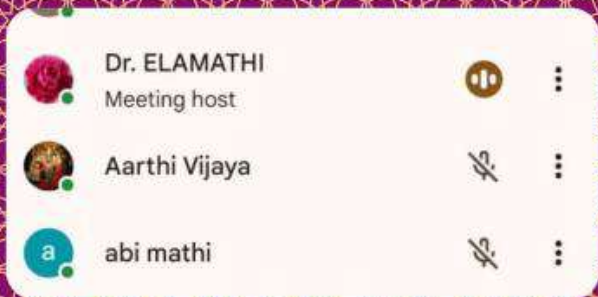 Dr. ELAMATHI
Meeting host
Aarthi Vijaya
a
abi mathi